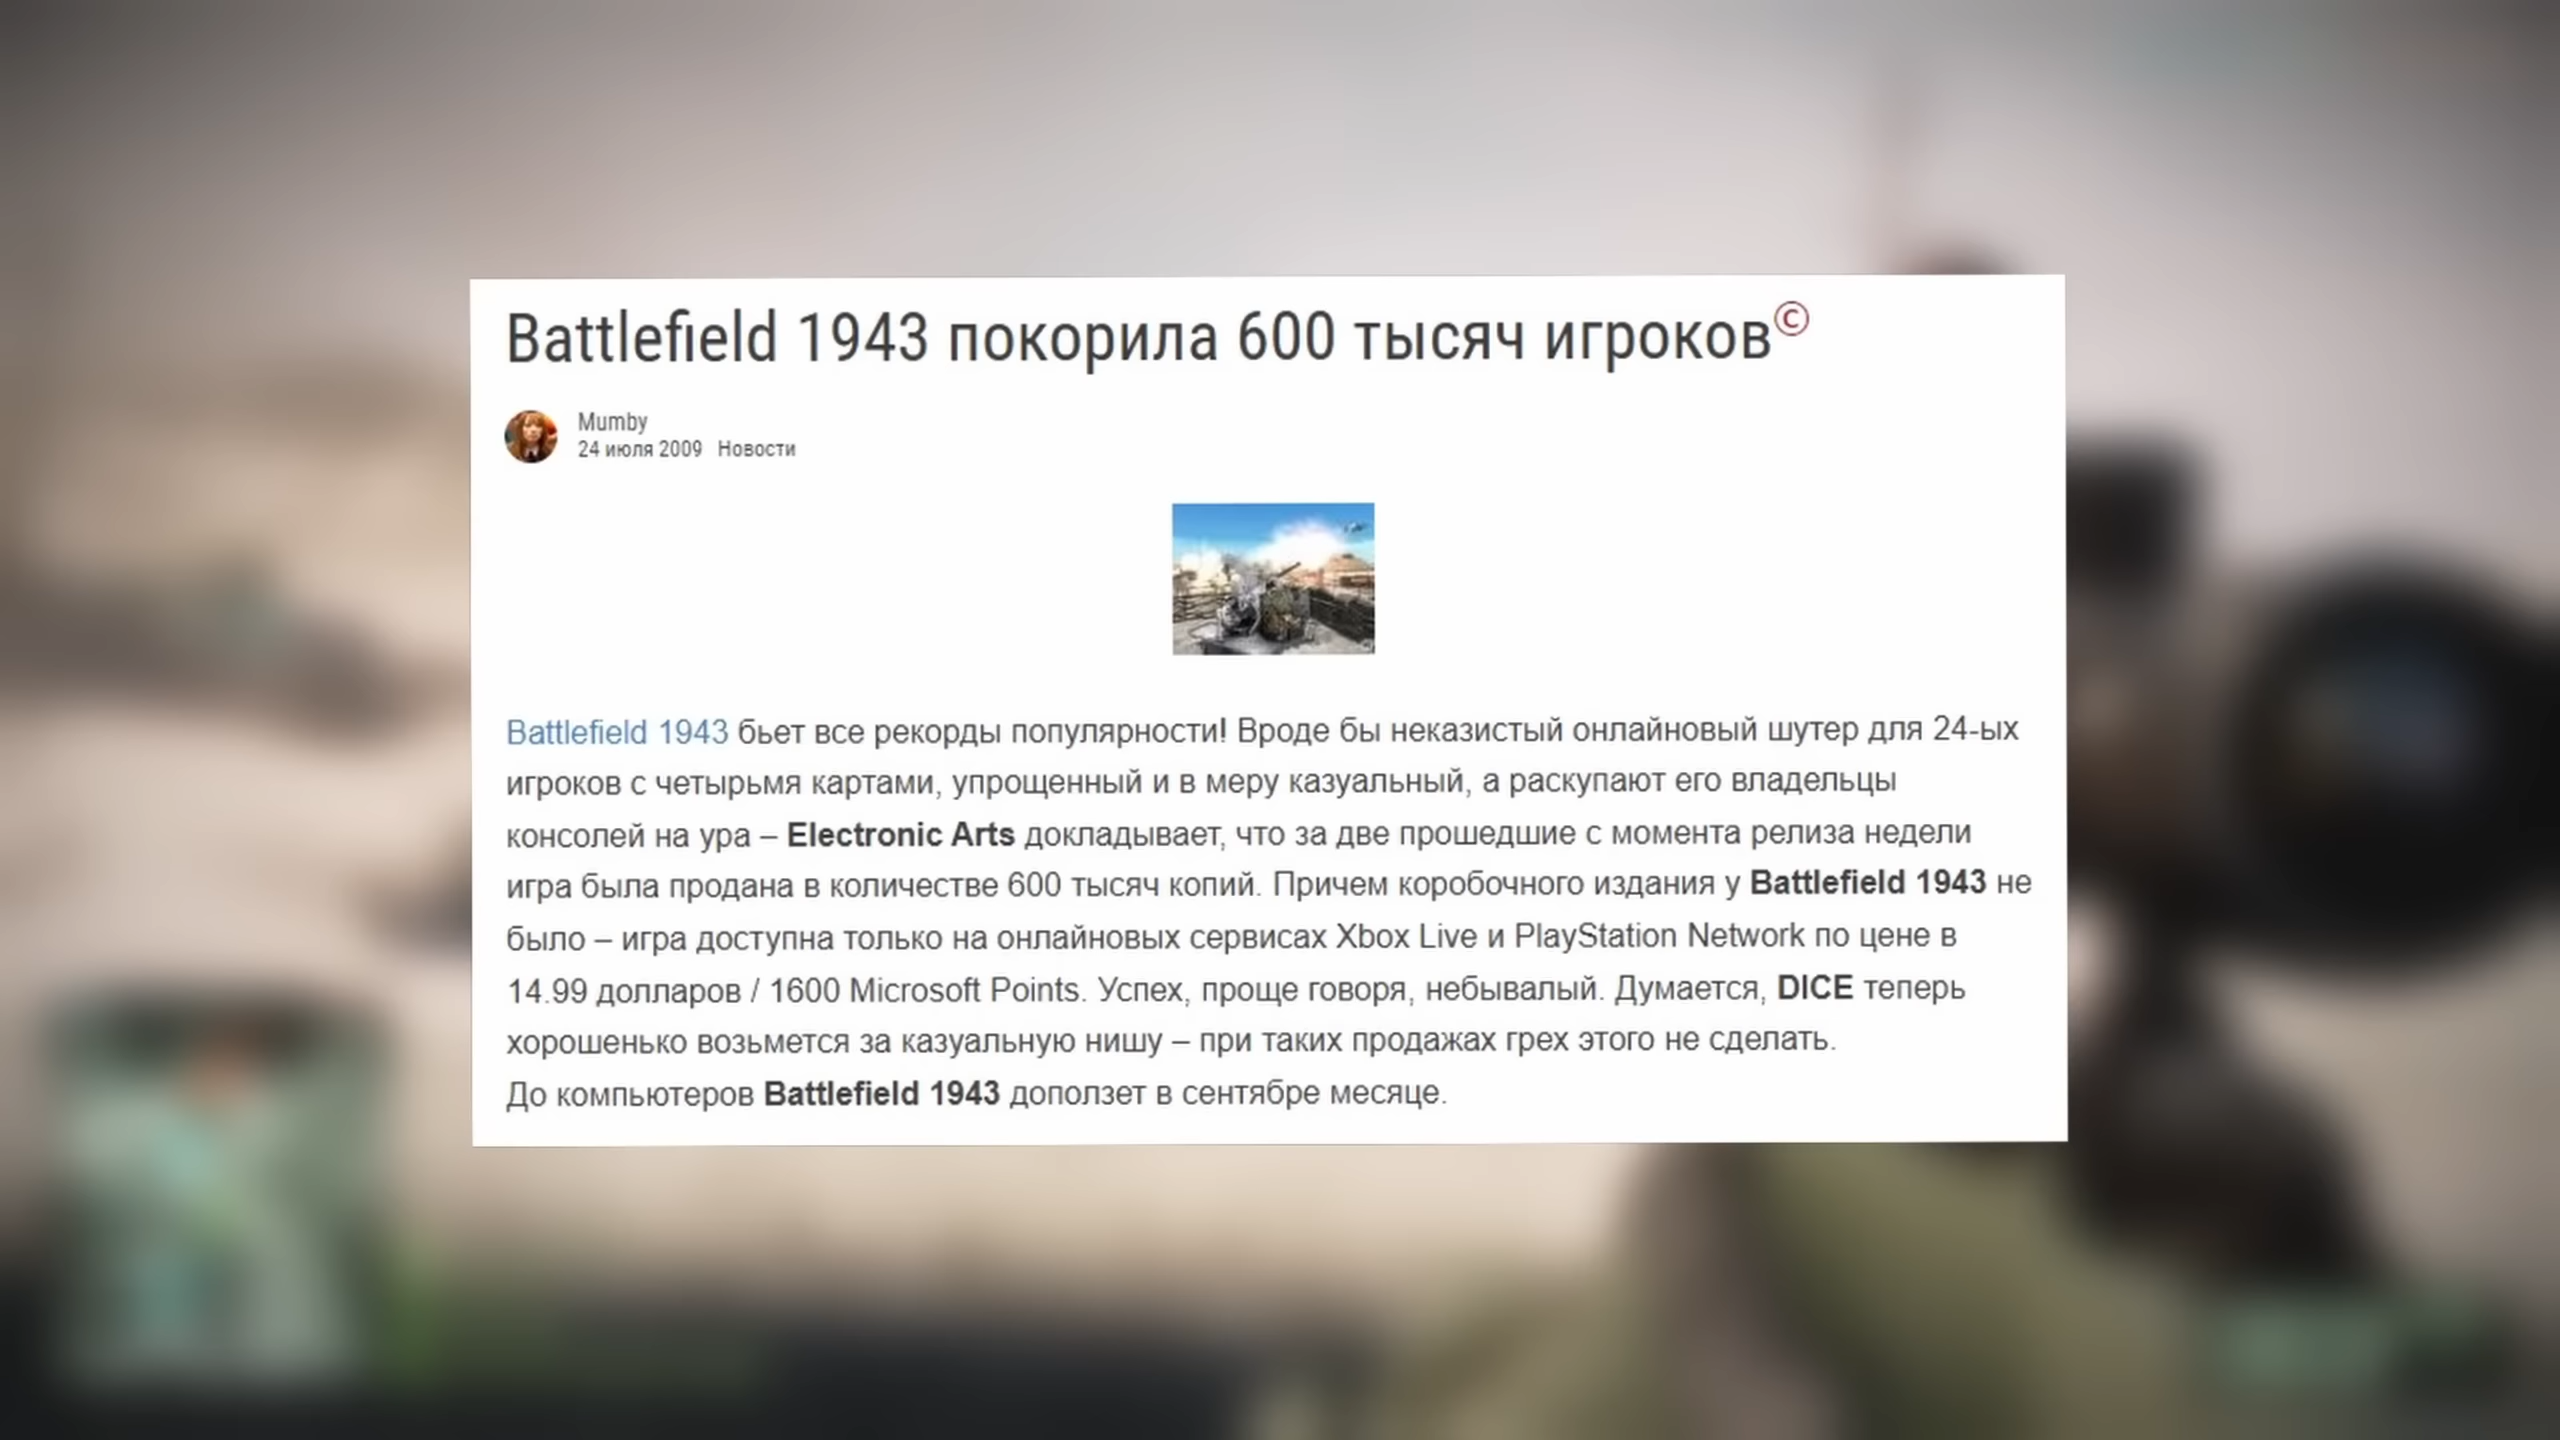 Battlefield 1943 покорила 600 тысяч игроков©
Mumby
24 июля 2009 Новости
Battlefield 1943 бьет все рекорды популярности! Вроде бы неказистый онлайновый шутер для 24-ых
игроков с четырьмя картами, упрощенный и в меру казуальный, а раскупают его владельцы
консолей на ура – Electronic Arts докладывает, что за две прошедшие с момента релиза недели
игра была продана в количестве 600 тысяч копий. Причем коробочного издания у Battlefield 1943 не
было – игра доступна только на онлайновых сервисах Xbox Live и PlayStation Network по цене в
14.99 долларов / 1600 Microsoft Points. Успех, проще говоря, небывалый. Думается, DICE теперь
хорошенько возьмется за казуальную нишу – при таких продажах грех этого не сделать.
До компьютеров Battlefield 1943 доползет в сентябре месяце.